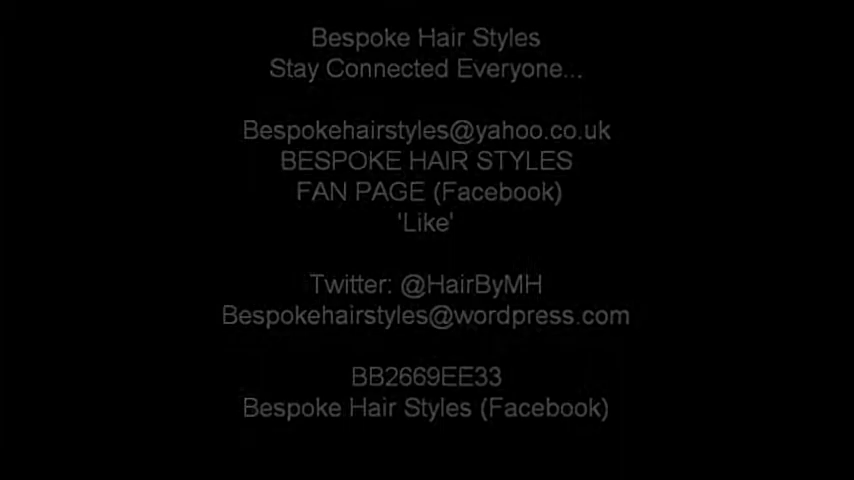 Bespoke Hair Styles
Stay Connected Everyone...
Bespokehairstyles@yahoo.co.uk
BESPOKE HAIR STYLES
FAN PAGE (Facebook)
'Like'
Twitter: @HairByMH
Bespokehairstyles@wordpress.com
BB2669EE33
Bespoke Hair Styles (Facebook)